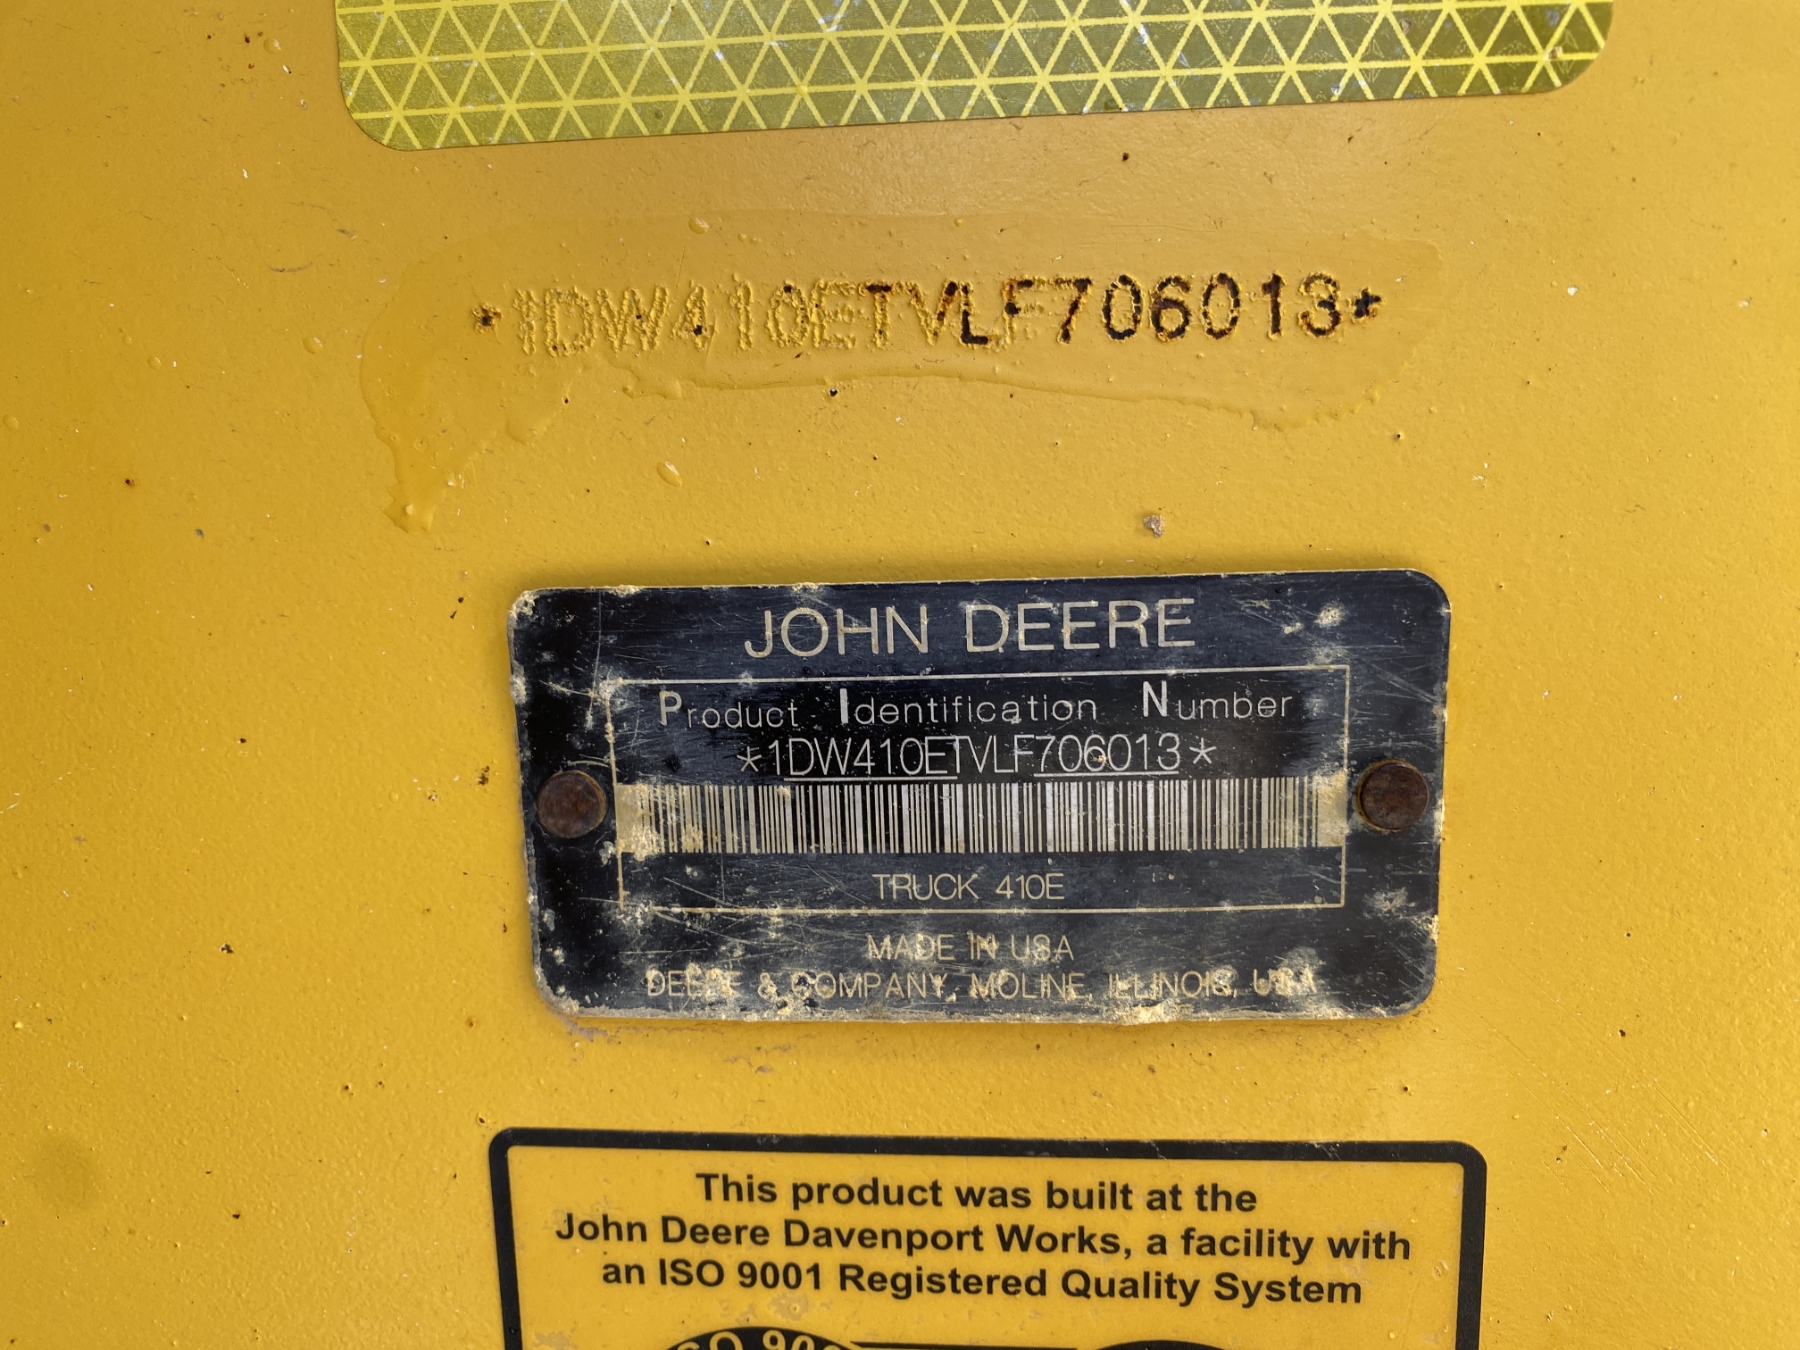 *1DW410ETVLF706013*
JOHN DEERE
Product Identification Number
*1DW410ETVLF706013*
TRUCK 410E
MADE IN USA
DEERE & COMPANY, MOLINE, ILLINOIS, USA
This product was built at the
John Deere Davenport Works, a facility with
an ISO 9001 Registered Quality System